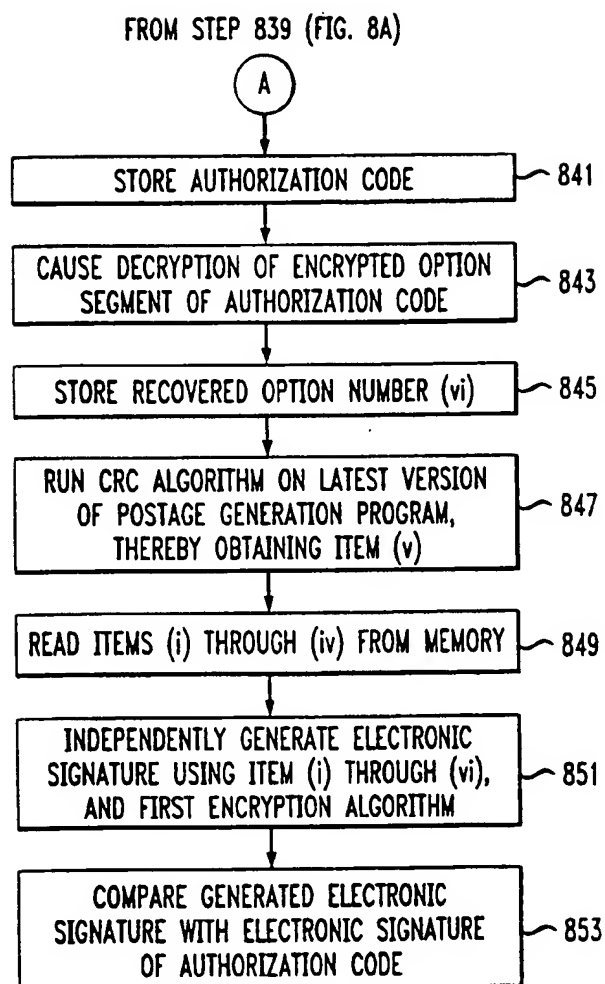 FROM STEP 839 (FIG. 8A)
A
STORE AUTHORIZATION CODE
841
CAUSE DECRYPTION OF ENCRYPTED OPTION
SEGMENT OF AUTHORIZATION CODE
843
STORE RECOVERED OPTION NUMBER (vi)
845
RUN CRC ALGORITHM ON LATEST VERSION
OF POSTAGE GENERATION PROGRAM,
THEREBY OBTAINING ITEM (v)
847
READ ITEMS (i) THROUGH (iv) FROM MEMORY
849
INDEPENDENTLY GENERATE ELECTRONIC
SIGNATURE USING ITEM (i) THROUGH (vi),
AND FIRST ENCRYPTION ALGORITHM
851
COMPARE GENERATED ELECTRONIC
SIGNATURE WITH ELECTRONIC SIGNATURE
OF AUTHORIZATION CODE
853